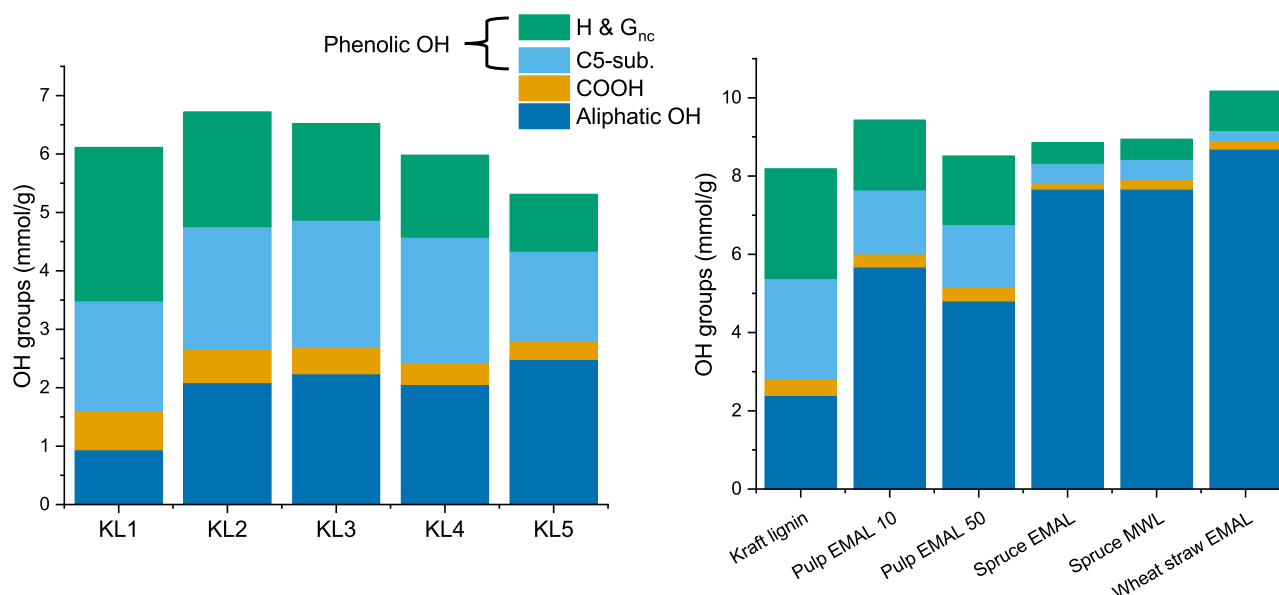 Phenolic OH
H & Gnc
C5-sub.
COOH
Aliphatic OH
OH groups (mmol/g)
7
6
5
4
3
2
1
0
KL1 KL2 KL3 KL4 KL5
OH groups (mmol/g)
10
8
6
4
2
0
Kraft lignin
Pulp EMAL 10
Pulp EMAL 50
Spruce EMAL
Spruce MWL
Wheat straw EMAL